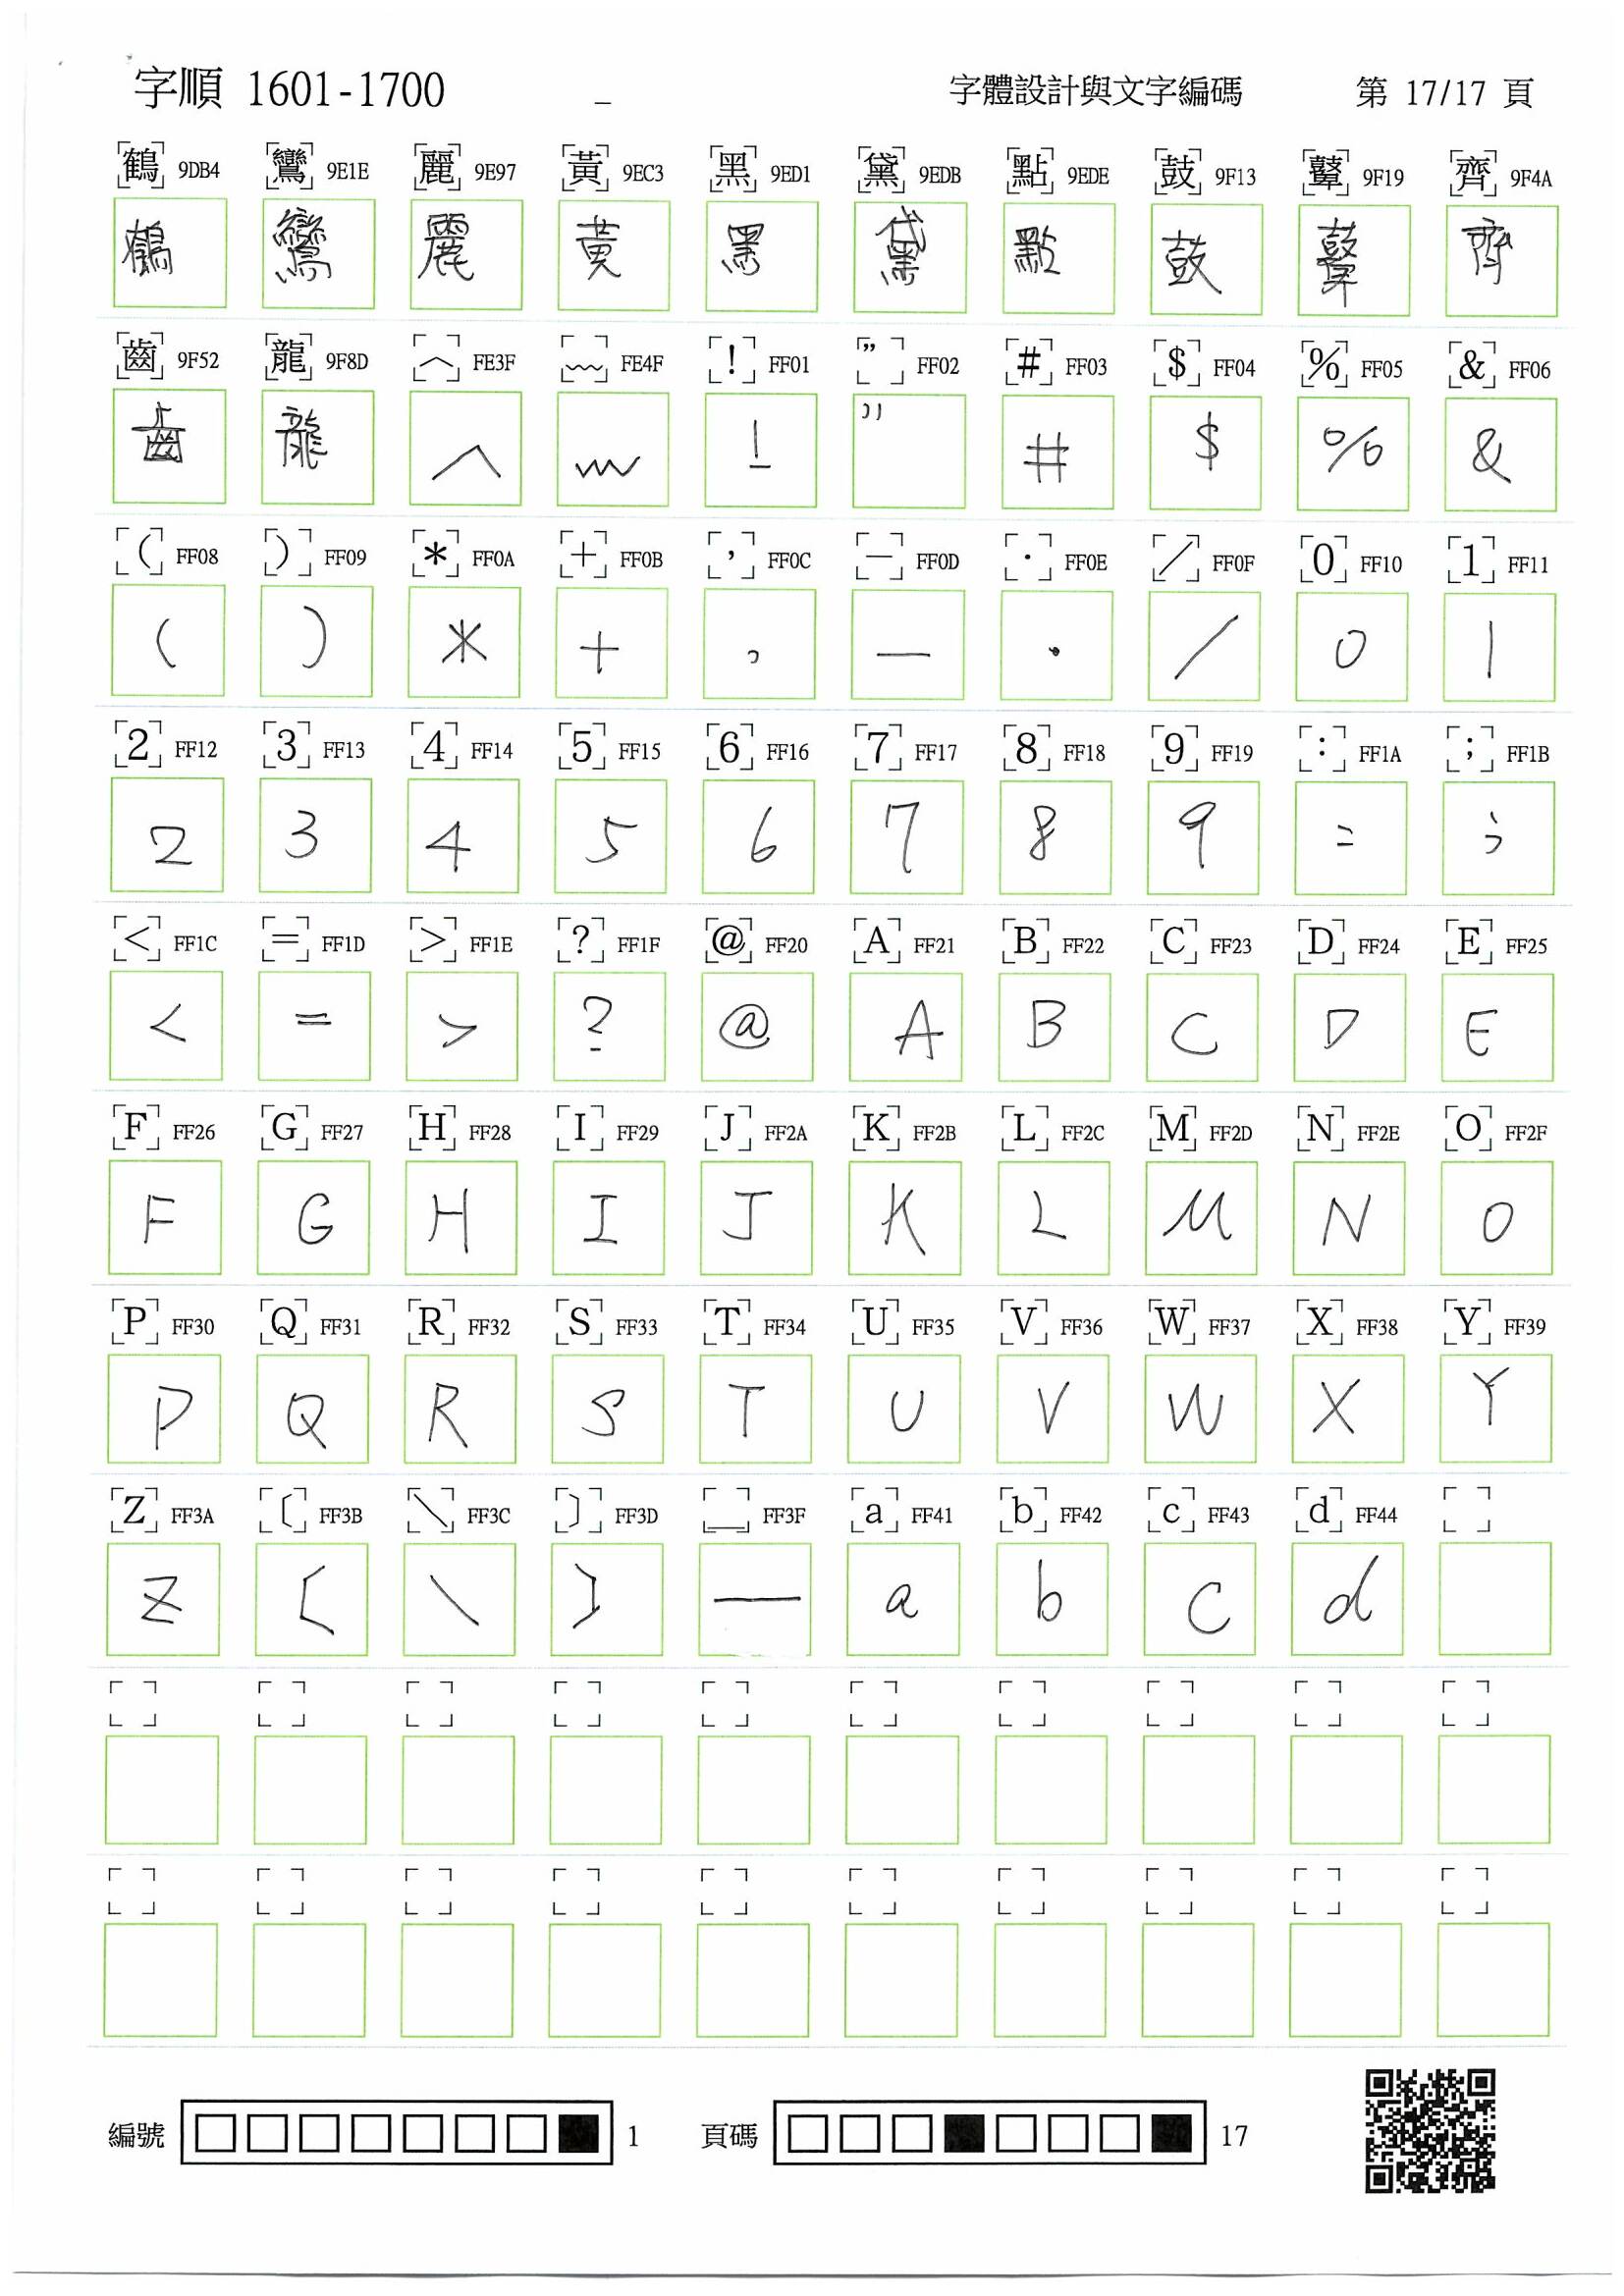 字順 1601-1700 _ 字體設計與文字編碼 第 17/17 頁
鶴 9DB4 鸞 9E1E 麗 9E97 黃 9EC3 黑 9ED1 黛 9EDB 點 9EDE 鼓 9F13 鼙 9F19 齊 9F4A
鶴 鸞 麗 黃 黑 黛 點 鼓 鼙 齊
齒 9F52 龍 9F8D ︿ FE3F ﹏ FE4F ! FF01 ” FF02 # FF03 $ FF04 % FF05 & FF06
齒 龍 ︿ ﹏ ! ” # $ % &
( FF08 ) FF09 * FF0A + FF0B , FF0C － FF0D . FF0E / FF0F 0 FF10 1 FF11
( ) * + , － . / 0 1
2 FF12 3 FF13 4 FF14 5 FF15 6 FF16 7 FF17 8 FF18 9 FF19 : FF1A ; FF1B
2 3 4 5 6 7 8 9 : ;
< FF1C = FF1D > FF1E ? FF1F @ FF20 A FF21 B FF22 C FF23 D FF24 E FF25
< = > ? @ A B C D E
F FF26 G FF27 H FF28 I FF29 J FF2A K FF2B L FF2C M FF2D N FF2E O FF2F
F G H I J K L M N O
P FF30 Q FF31 R FF32 S FF33 T FF34 U FF35 V FF36 W FF37 X FF38 Y FF39
P Q R S T U V W X Y
Z FF3A 〔 FF3B \ FF3C 〕 FF3D _ FF3F a FF41 b FF42 c FF43 d FF44
Z [ \ ] — a b c d
編號 1 頁碼 17